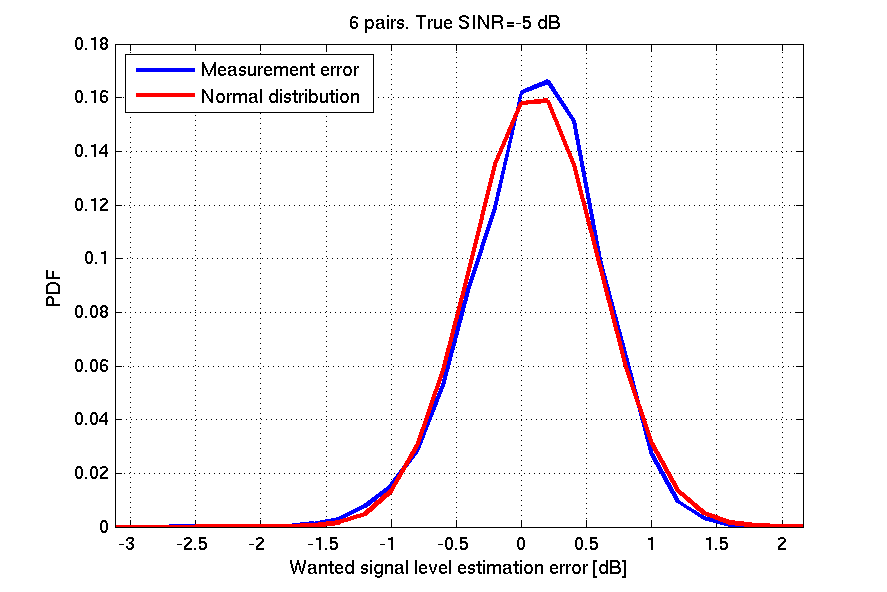 6 pairs. True SINR=-5 dB
0.18
Measurement error
Normal distribution
0.16
0.14
0.12
0.1
0.08
0.06
0.04
0.02
0
PDF
-3 -2.5 -2 -1.5 -1 -0.5 0 0.5 1 1.5 2
Wanted signal level estimation error [dB]